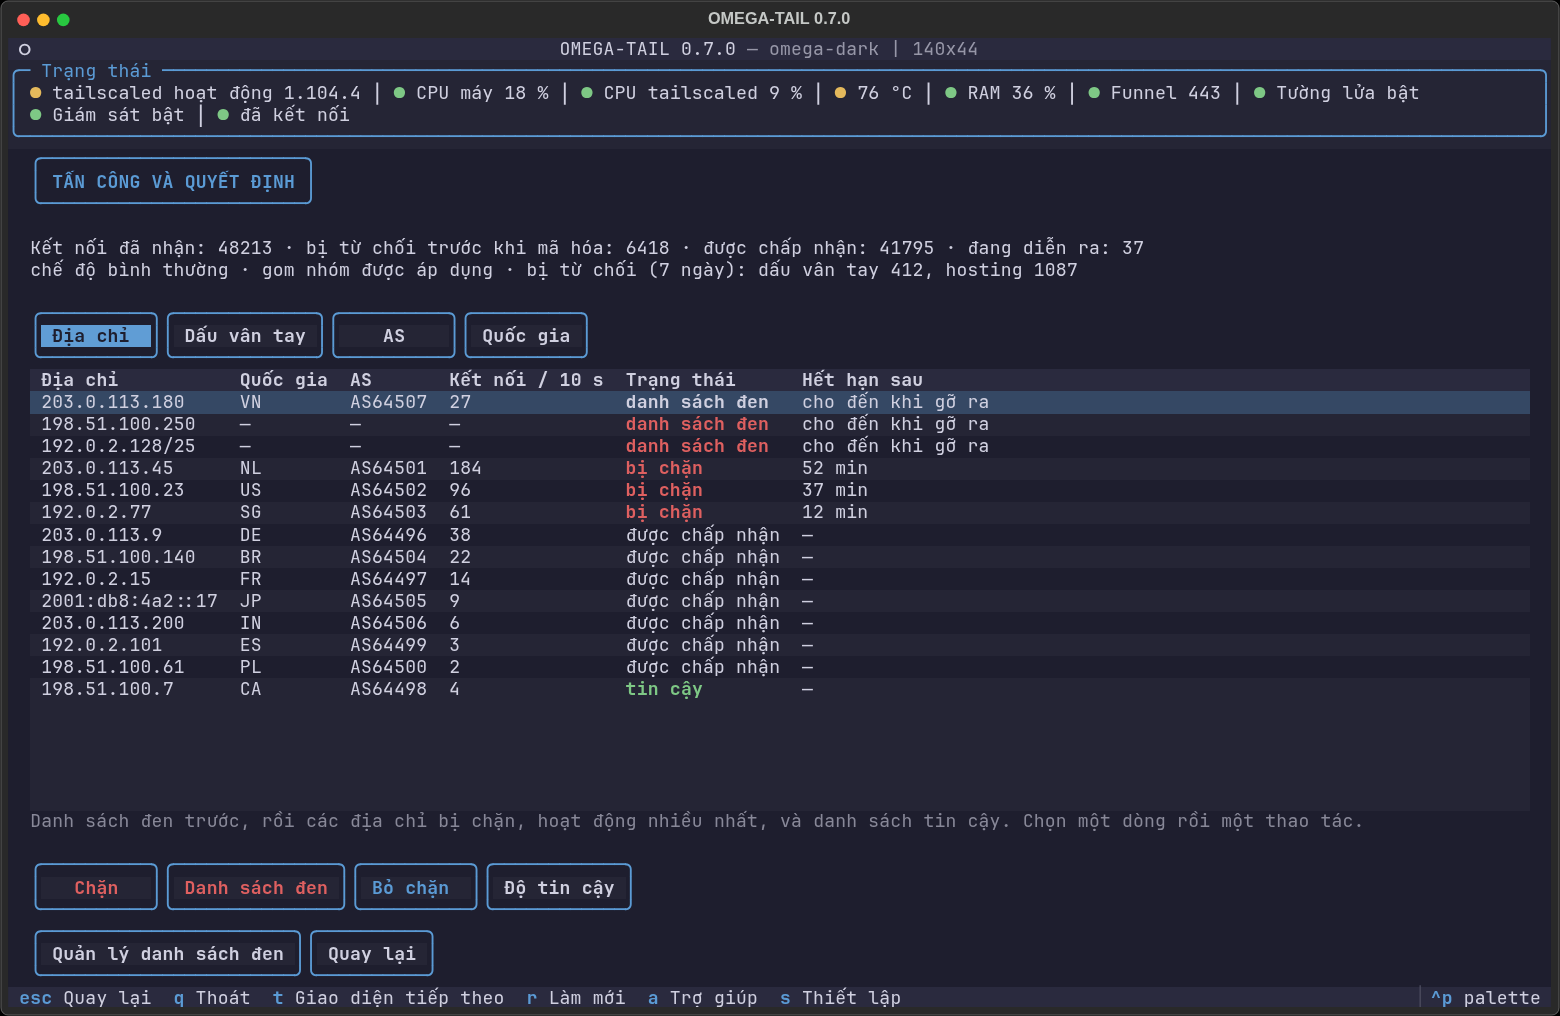 OMEGA-TAIL 0.7.0
OMEGA-TAIL 0.7.0 — omega-dark | 140x44
Trạng thái
● tailscaled hoạt động 1.104.4 │ ● CPU máy 18 % │ ● CPU tailscaled 9 % │ ● 76 °C │ ● RAM 36 % │ ● Funnel 443 │ ● Tường lửa bật
● Giám sát bật │ ● đã kết nối
TẤN CÔNG VÀ QUYẾT ĐỊNH
Kết nối đã nhận: 48213 · bị từ chối trước khi mã hóa: 6418 · được chấp nhận: 41795 · đang diễn ra: 37
chế độ bình thường · gom nhóm được áp dụng · bị từ chối (7 ngày): dấu vân tay 412, hosting 1087
Địa chỉ Dấu vân tay AS Quốc gia
Địa chỉ Quốc gia AS Kết nối / 10 s Trạng thái Hết hạn sau
203.0.113.180 VN AS64507 27 danh sách đen cho đến khi gỡ ra
198.51.100.250 — — — danh sách đen cho đến khi gỡ ra
192.0.2.128/25 — — — danh sách đen cho đến khi gỡ ra
203.0.113.45 NL AS64501 184 bị chặn 52 min
198.51.100.23 US AS64502 96 bị chặn 37 min
192.0.2.77 SG AS64503 61 bị chặn 12 min
203.0.113.9 DE AS64496 38 được chấp nhận —
198.51.100.140 BR AS64504 22 được chấp nhận —
192.0.2.15 FR AS64497 14 được chấp nhận —
2001:db8:4a2::17 JP AS64505 9 được chấp nhận —
203.0.113.200 IN AS64506 6 được chấp nhận —
192.0.2.101 ES AS64499 3 được chấp nhận —
198.51.100.61 PL AS64500 2 được chấp nhận —
198.51.100.7 CA AS64498 4 tin cậy —
Danh sách đen trước, rồi các địa chỉ bị chặn, hoạt động nhiều nhất, và danh sách tin cậy. Chọn một dòng rồi một thao tác.
Chặn Danh sách đen Bỏ chặn Độ tin cậy
Quản lý danh sách đen Quay lại
esc Quay lại q Thoát t Giao diện tiếp theo r Làm mới a Trợ giúp s Thiết lập ^p palette